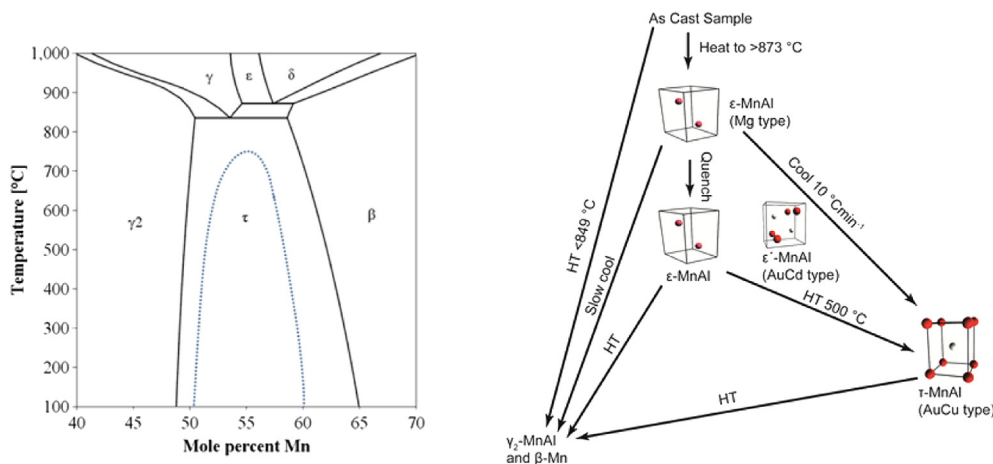 1,000
900
800
700
600
500
400
300
200
100
Temperature [°C]
40
45
50
55
60
65
70
Mole percent Mn
γ
ε
δ
γ2
τ
β
As Cast Sample
Heat to >873 °C
ε-MnAl
(Mg type)
Cool 10 °Cmin⁻¹
Quench
HT <849 °C
Slow cool
ε-MnAl
ε´-MnAl
(AuCd type)
HT 500 °C
HT
HT
τ-MnAl
(AuCu type)
γ₂-MnAl
and β-Mn